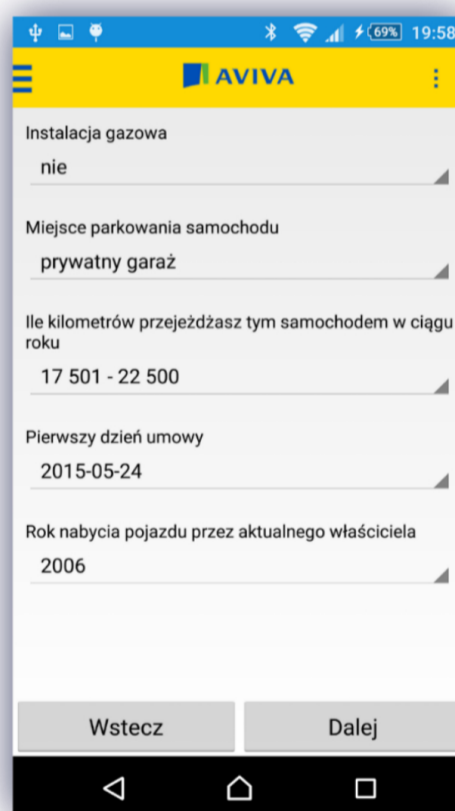 69% 19:58
AVIVA
Instalacja gazowa
nie
Miejsce parkowania samochodu
prywatny garaż
Ile kilometrów przejeżdżasz tym samochodem w ciągu
roku
17 501 - 22 500
Pierwszy dzień umowy
2015-05-24
Rok nabycia pojazdu przez aktualnego właściciela
2006
Wstecz Dalej